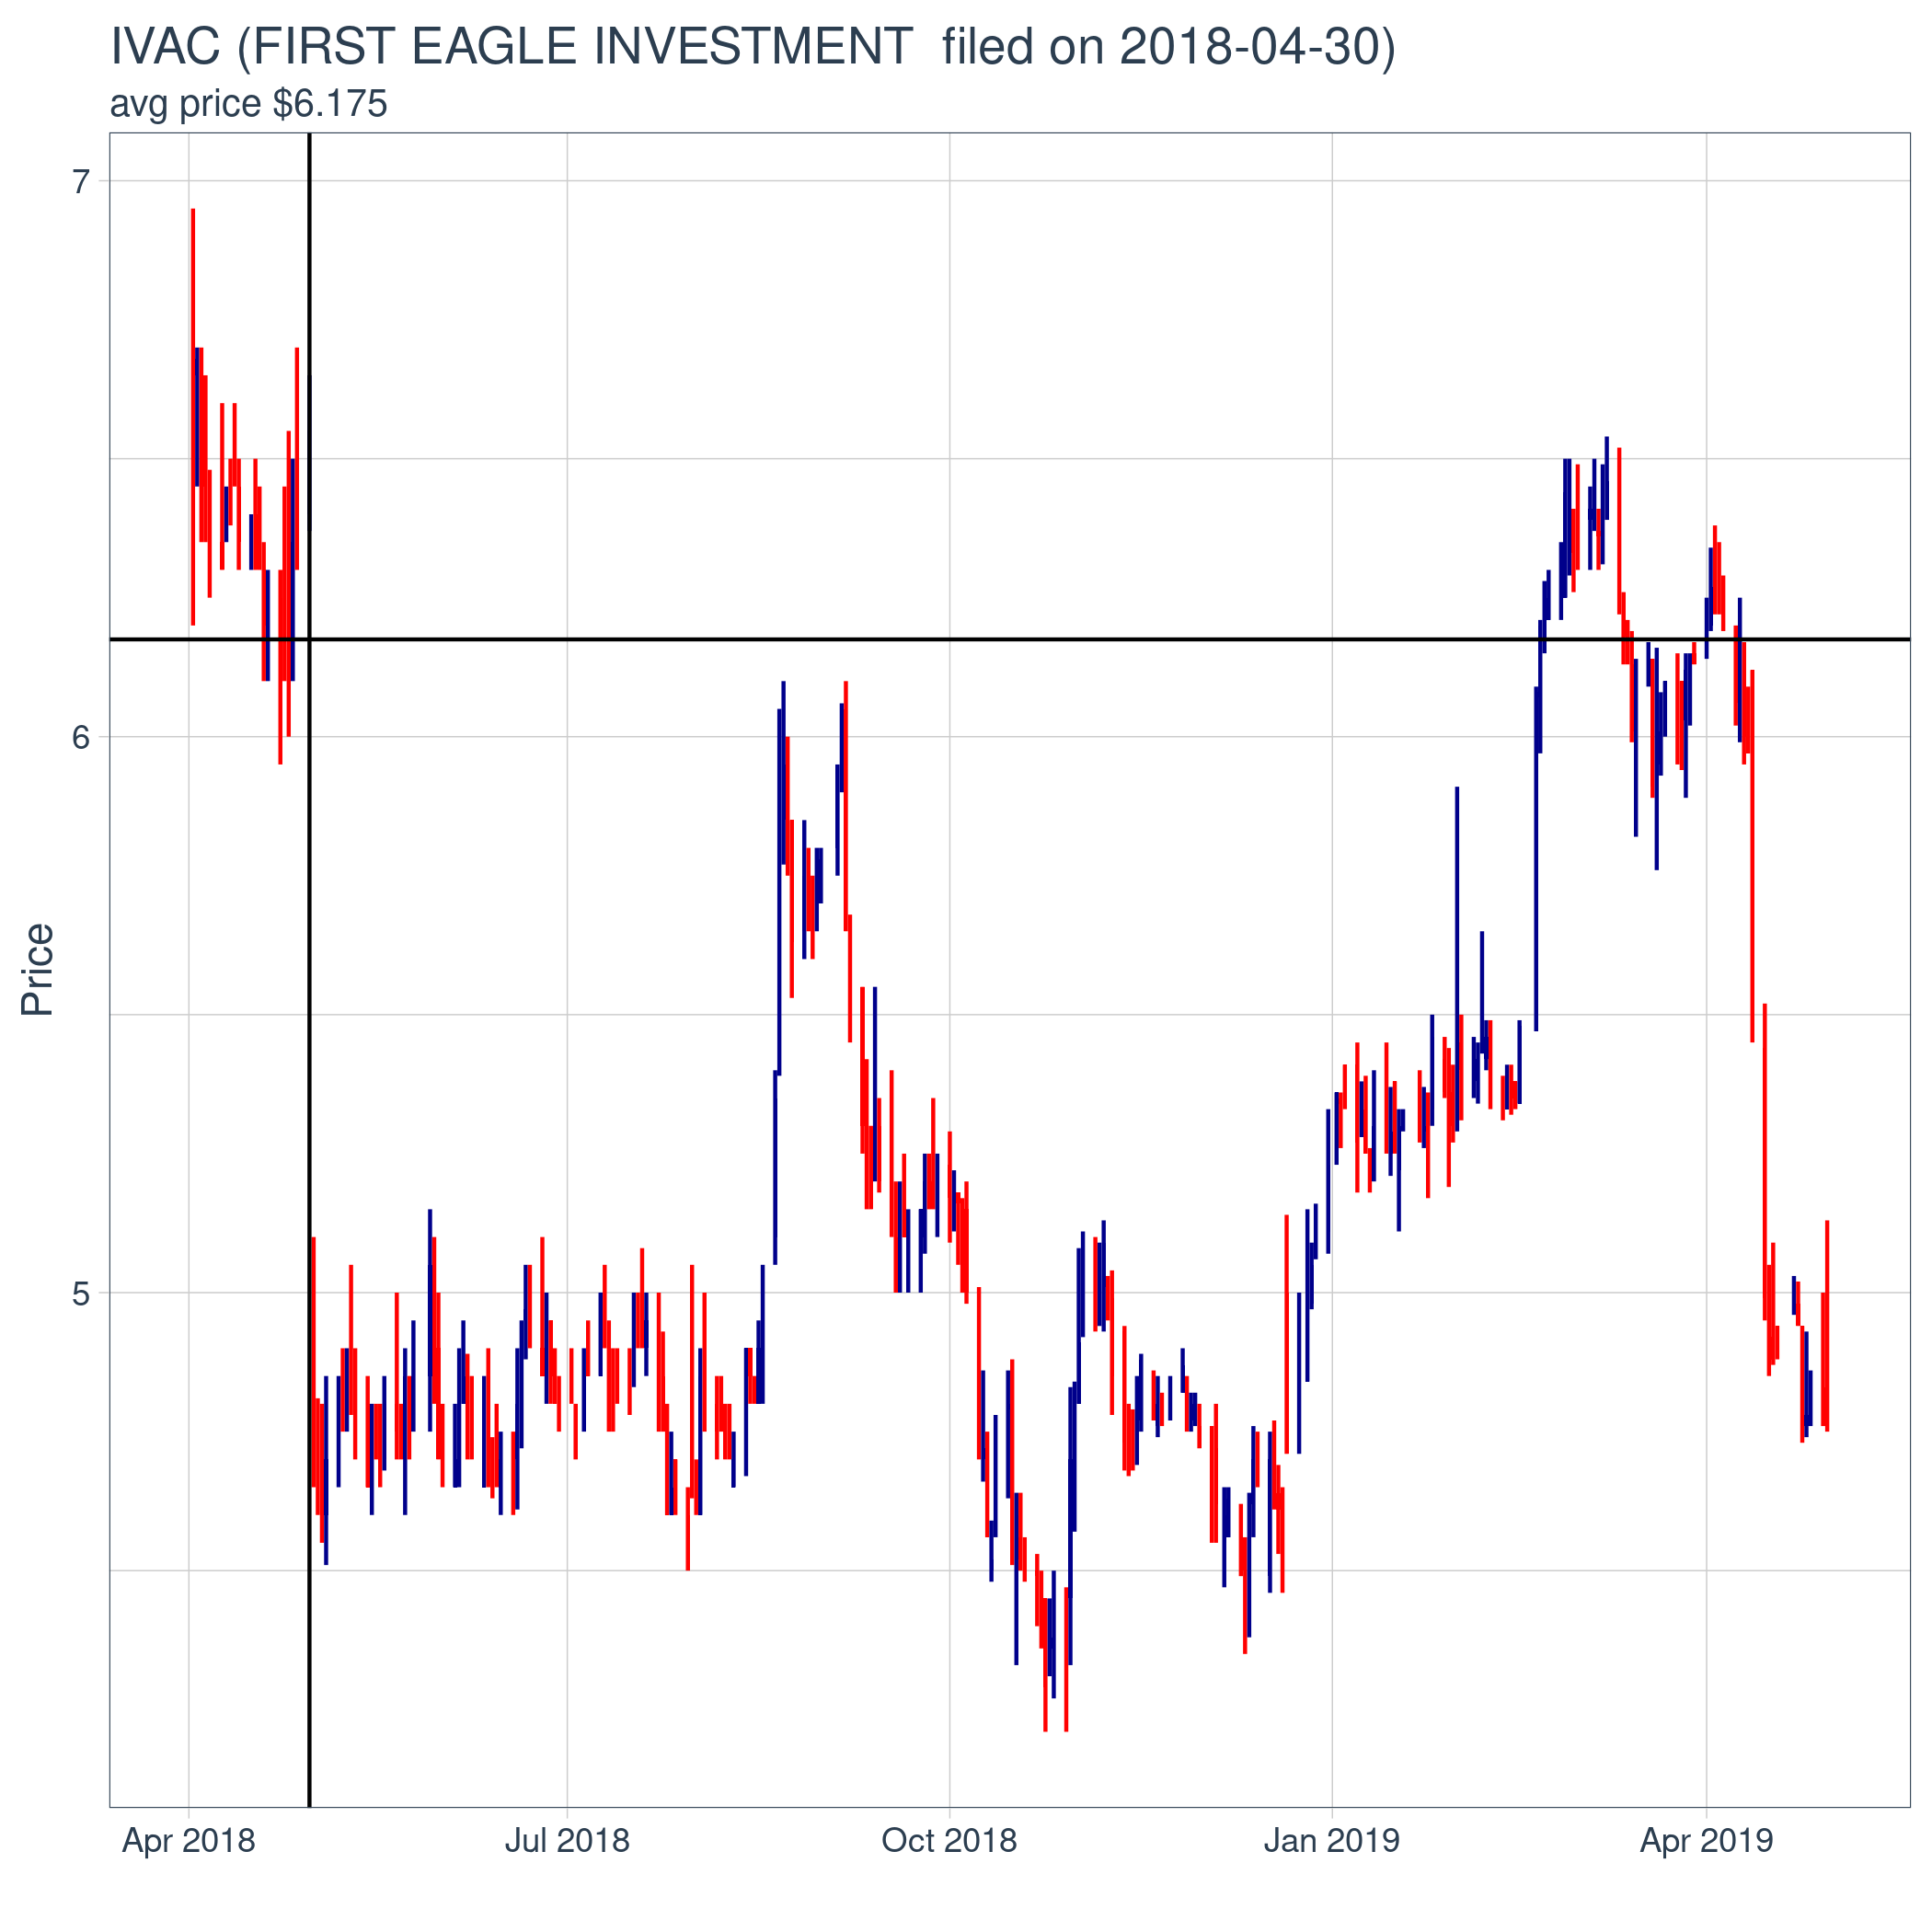 IVAC (FIRST EAGLE INVESTMENT  filed on 2018-04-30)
avg price $6.175
7
6
5
Price
Apr 2018
Jul 2018
Oct 2018
Jan 2019
Apr 2019